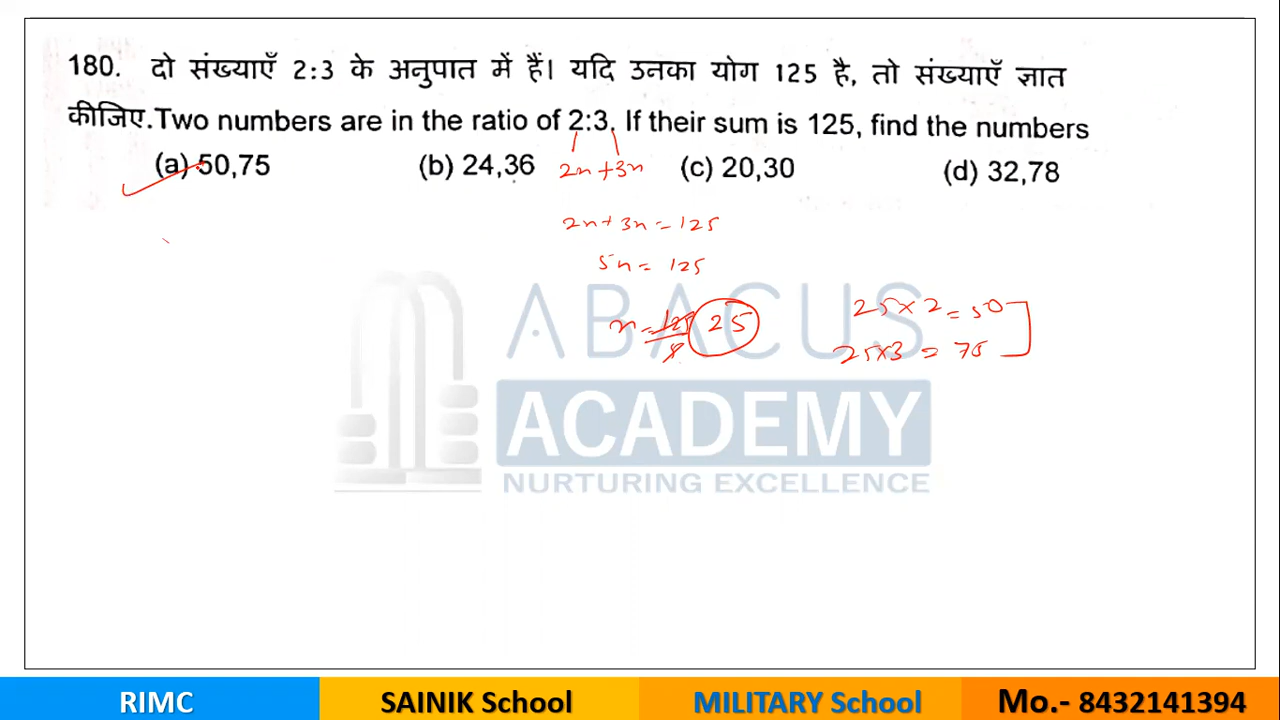 180. दो संख्याएँ 2:3 के अनुपात में हैं। यदि उनका योग 125 है, तो संख्याएँ ज्ञात
कीजिए.Two numbers are in the ratio of 2:3. If their sum is 125, find the numbers
(a) 50,75 (b) 24,36 (c) 20,30 (d) 32,78
2x+3x
2x+3x=125
5x= 125
x=125/5 25
25×2=50
25×3=75
ABACUS
ACADEMY
NURTURING EXCELLENCE
RIMC SAINIK School MILITARY School Mo.- 8432141394